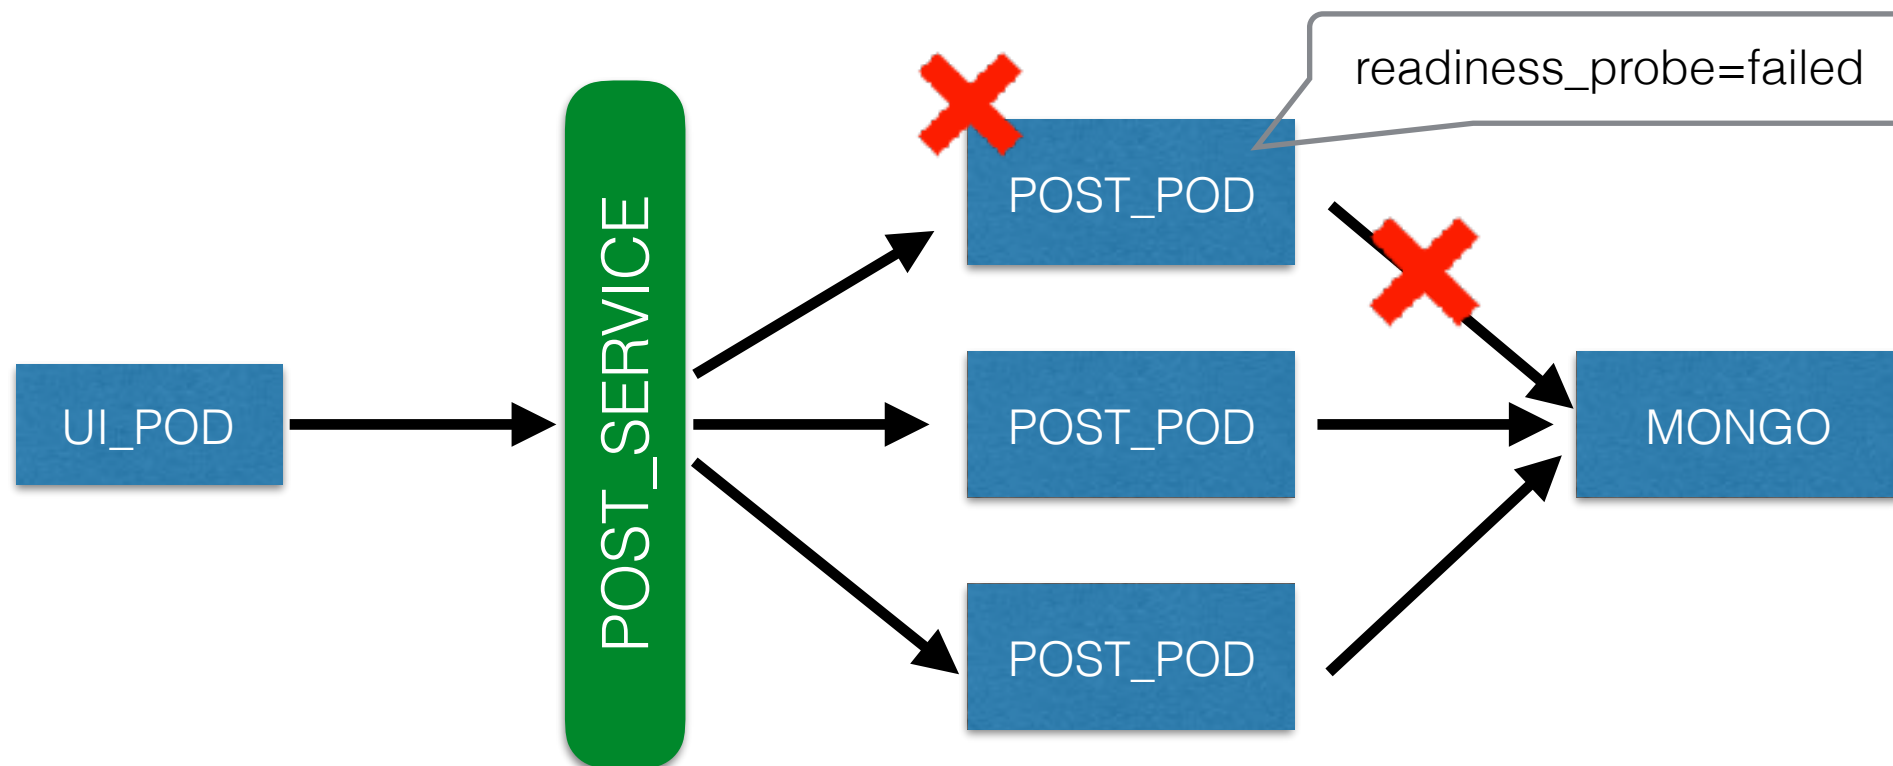 readiness_probe=failed
UI_POD
POST_SERVICE
POST_POD
POST_POD
POST_POD
MONGO